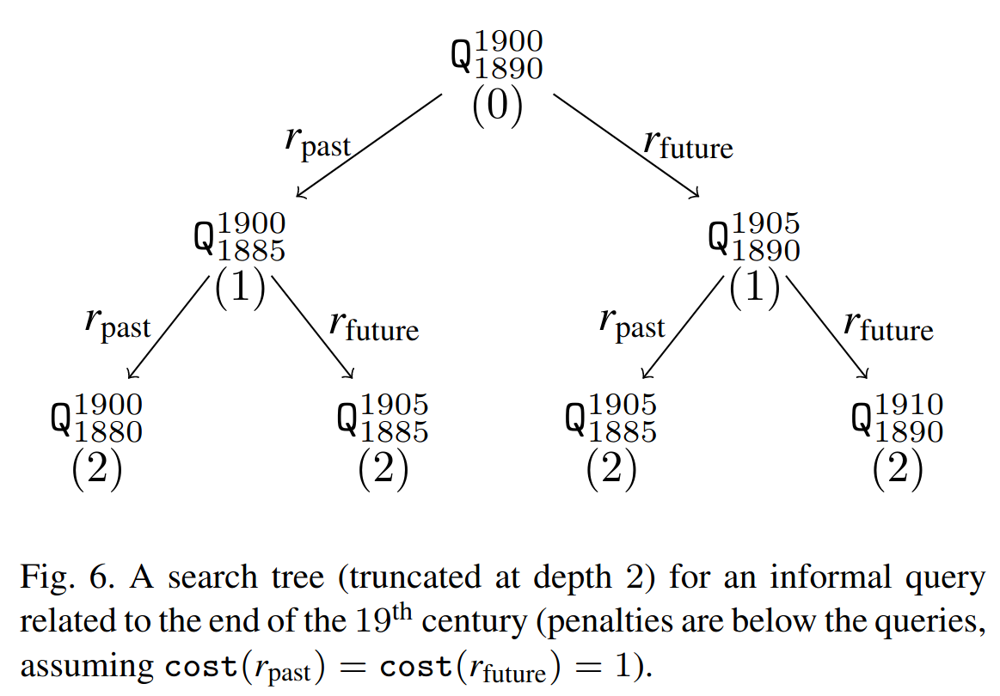 Q^{1900}_{1890}
(0)
r_past r_future
Q^{1900}_{1885} Q^{1905}_{1890}
(1) (1)
r_past r_future r_past r_future
Q^{1900}_{1880} Q^{1905}_{1885} Q^{1905}_{1885} Q^{1910}_{1890}
(2) (2) (2) (2)
Fig. 6. A search tree (truncated at depth 2) for an informal query
related to the end of the 19^{th} century (penalties are below the queries,
assuming cost(r_past) = cost(r_future) = 1).